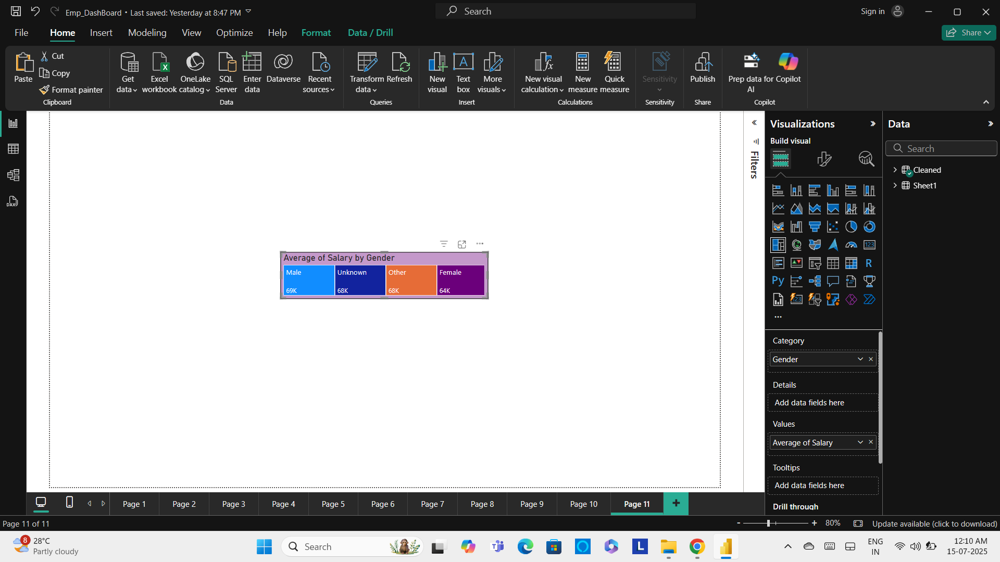 Emp_DashBoard • Last saved: Yesterday at 8:47 PM
Search
Sign in
File Home Insert Modeling View Optimize Help Format Data / Drill
Share
Paste
Cut
Copy
Format painter
Clipboard
Get data
Excel workbook
OneLake catalog
SQL Server
Enter data
Dataverse
Recent sources
Data
Transform data
Refresh
Queries
New visual
A
Text box
More visuals
Insert
New visual calculation
New measure
Quick measure
Calculations
Sensitivity
Sensitivity
Publish
Share
Prep data for AI
Copilot
Copilot
DAX
Average of Salary by Gender
Male Unknown Other Female
69K 68K 68K 64K
Filters
Visualizations
Build visual
123
R
Py
123
Category
Gender
Details
Add data fields here
Values
Average of Salary
Tooltips
Add data fields here
Drill through
Data
Search
Cleaned
Sheet1
Page 1 Page 2 Page 3 Page 4 Page 5 Page 6 Page 7 Page 8 Page 9 Page 10 Page 11 +
Page 11 of 11
- + 80%
Update available (click to download)
8
28°C
Partly cloudy
Search
L
ENG
IN
12:10 AM
15-07-2025